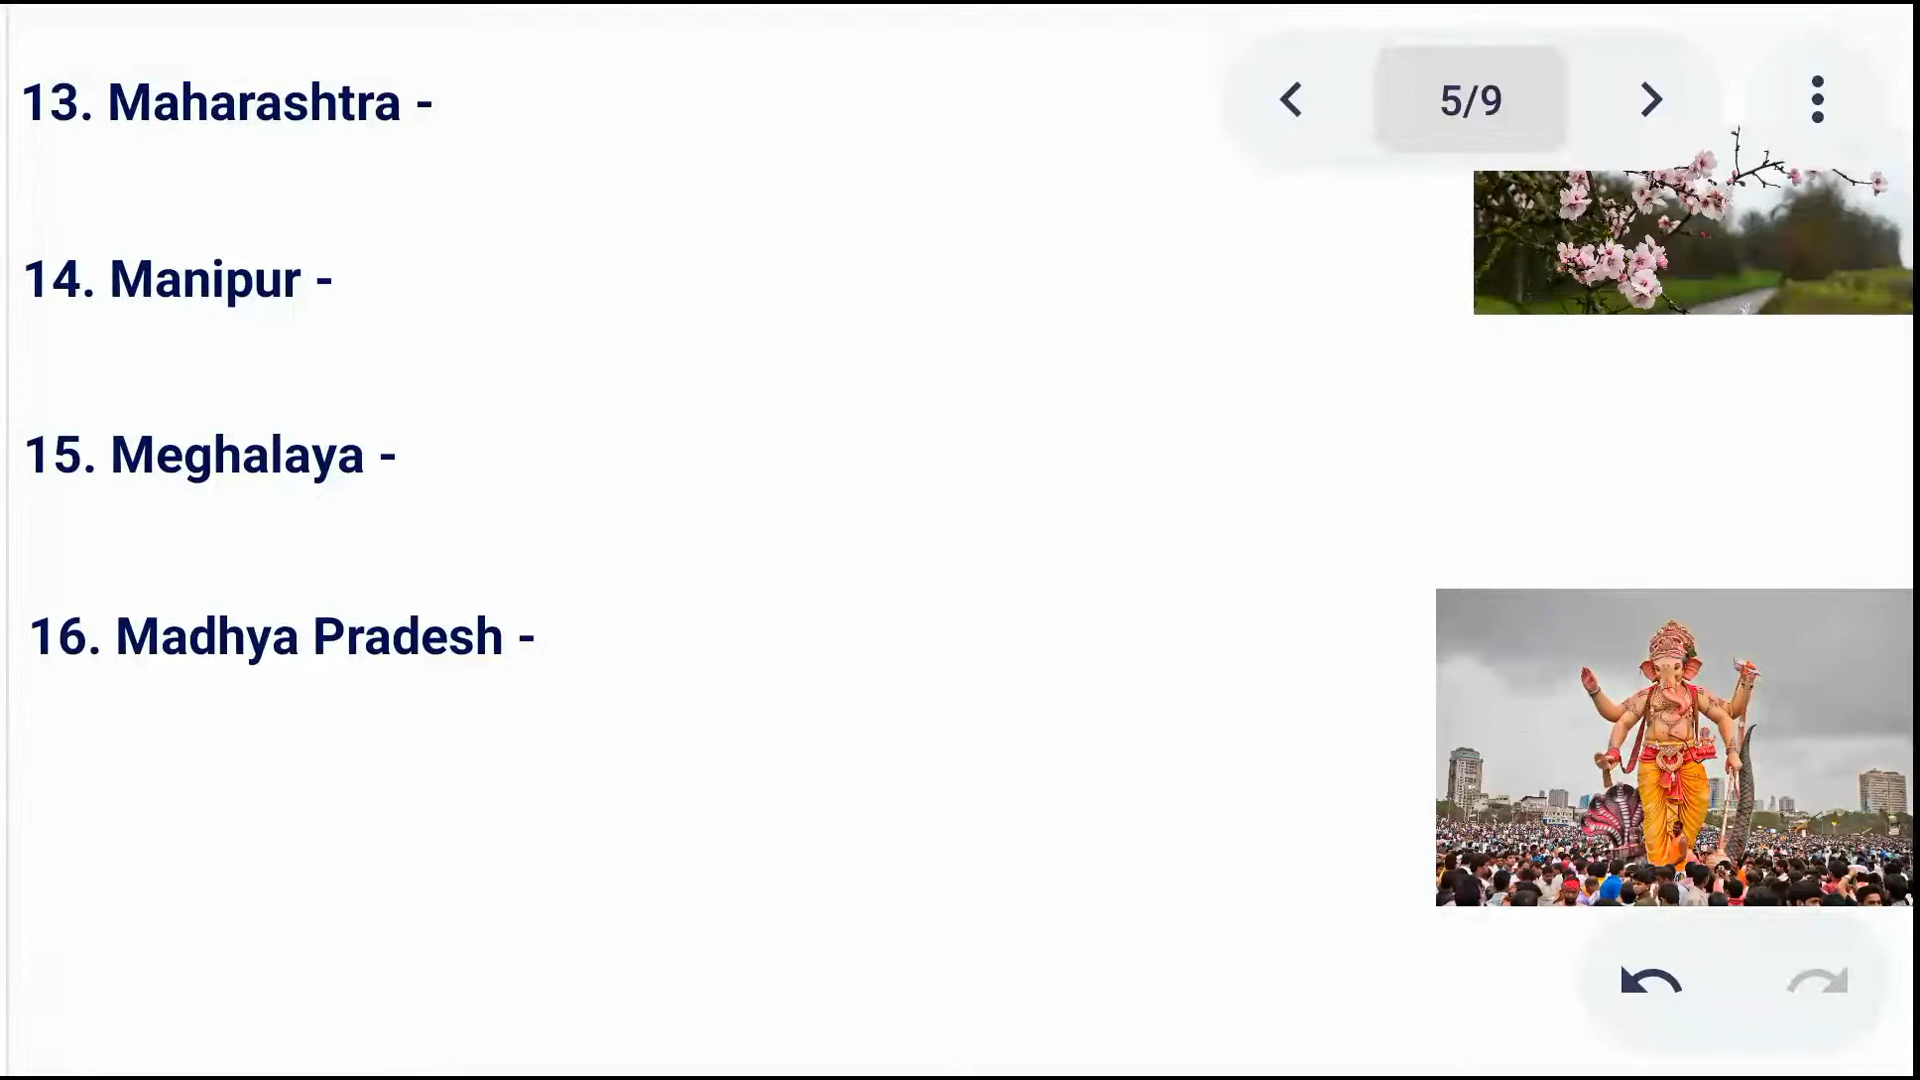 13. Maharashtra -
5/9
14. Manipur -
15. Meghalaya -
16. Madhya Pradesh -